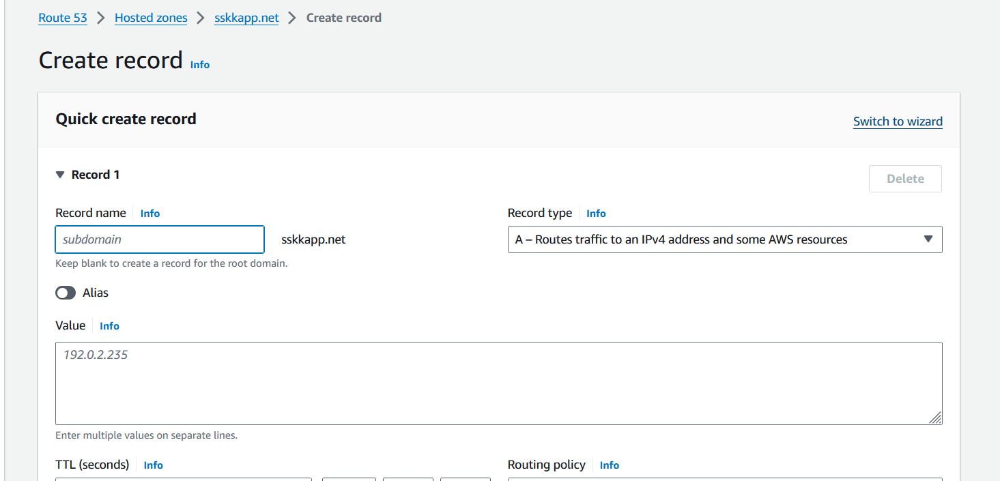 Route 53 > Hosted zones > sskkapp.net > Create record
Create record Info
Quick create record
Switch to wizard
Record 1
Delete
Record name Info
Record type Info
subdomain
sskkapp.net
A – Routes traffic to an IPv4 address and some AWS resources
Keep blank to create a record for the root domain.
Alias
Value Info
192.0.2.235
Enter multiple values on separate lines.
TTL (seconds) Info
Routing policy Info